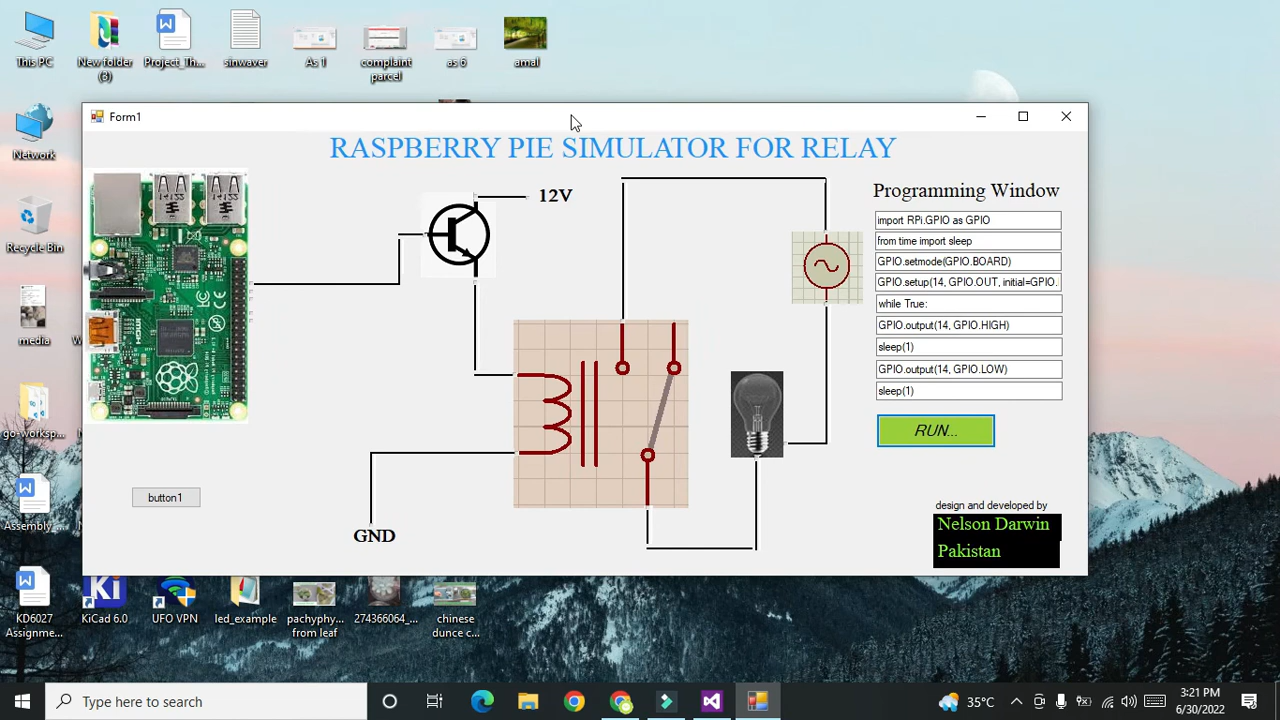 This PC
New folder
(3)
Project_Th...
sinwaver
As 1
complaint
parcel
as 6
amal
Network
Recycle Bin
media
go-worksp...
Assembly_...
KD6027
Assignme...
KiCad 6.0
UFO VPN
led_example
pachyphy...
from leaf
274366064_...
chinese
dunce c...
Form1
RASPBERRY PIE SIMULATOR FOR RELAY
12V
GND
button1
Programming Window
import RPi.GPIO as GPIO
from time import sleep
GPIO.setmode(GPIO.BOARD)
GPIO.setup(14, GPIO.OUT, initial=GPIO.
while True:
GPIO.output(14, GPIO.HIGH)
sleep(1)
GPIO.output(14, GPIO.LOW)
sleep(1)
RUN...
design and developed by
Nelson Darwin
Pakistan
Type here to search
35°C
3:21 PM
6/30/2022